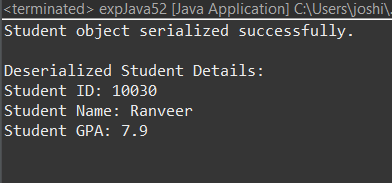 <terminated> expJava52 [Java Application] C:\Users\joshi\.
Student object serialized successfully.
Deserialized Student Details:
Student ID: 10030
Student Name: Ranveer
Student GPA: 7.9